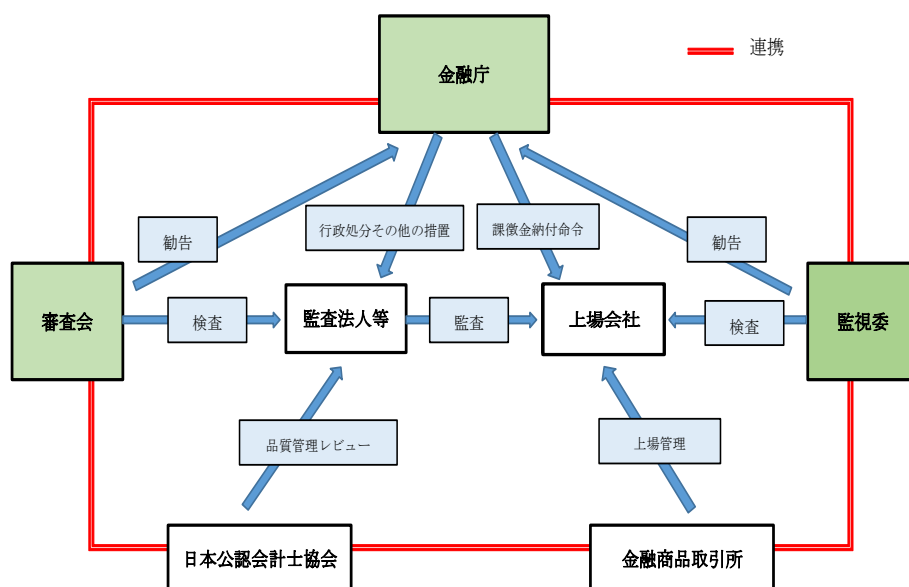 連携
金融庁
行政処分その他の措置
課徴金納付命令
勧告
勧告
審査会
検査
監査法人等
監査
上場会社
検査
監視委
品質管理レビュー
上場管理
日本公認会計士協会
金融商品取引所